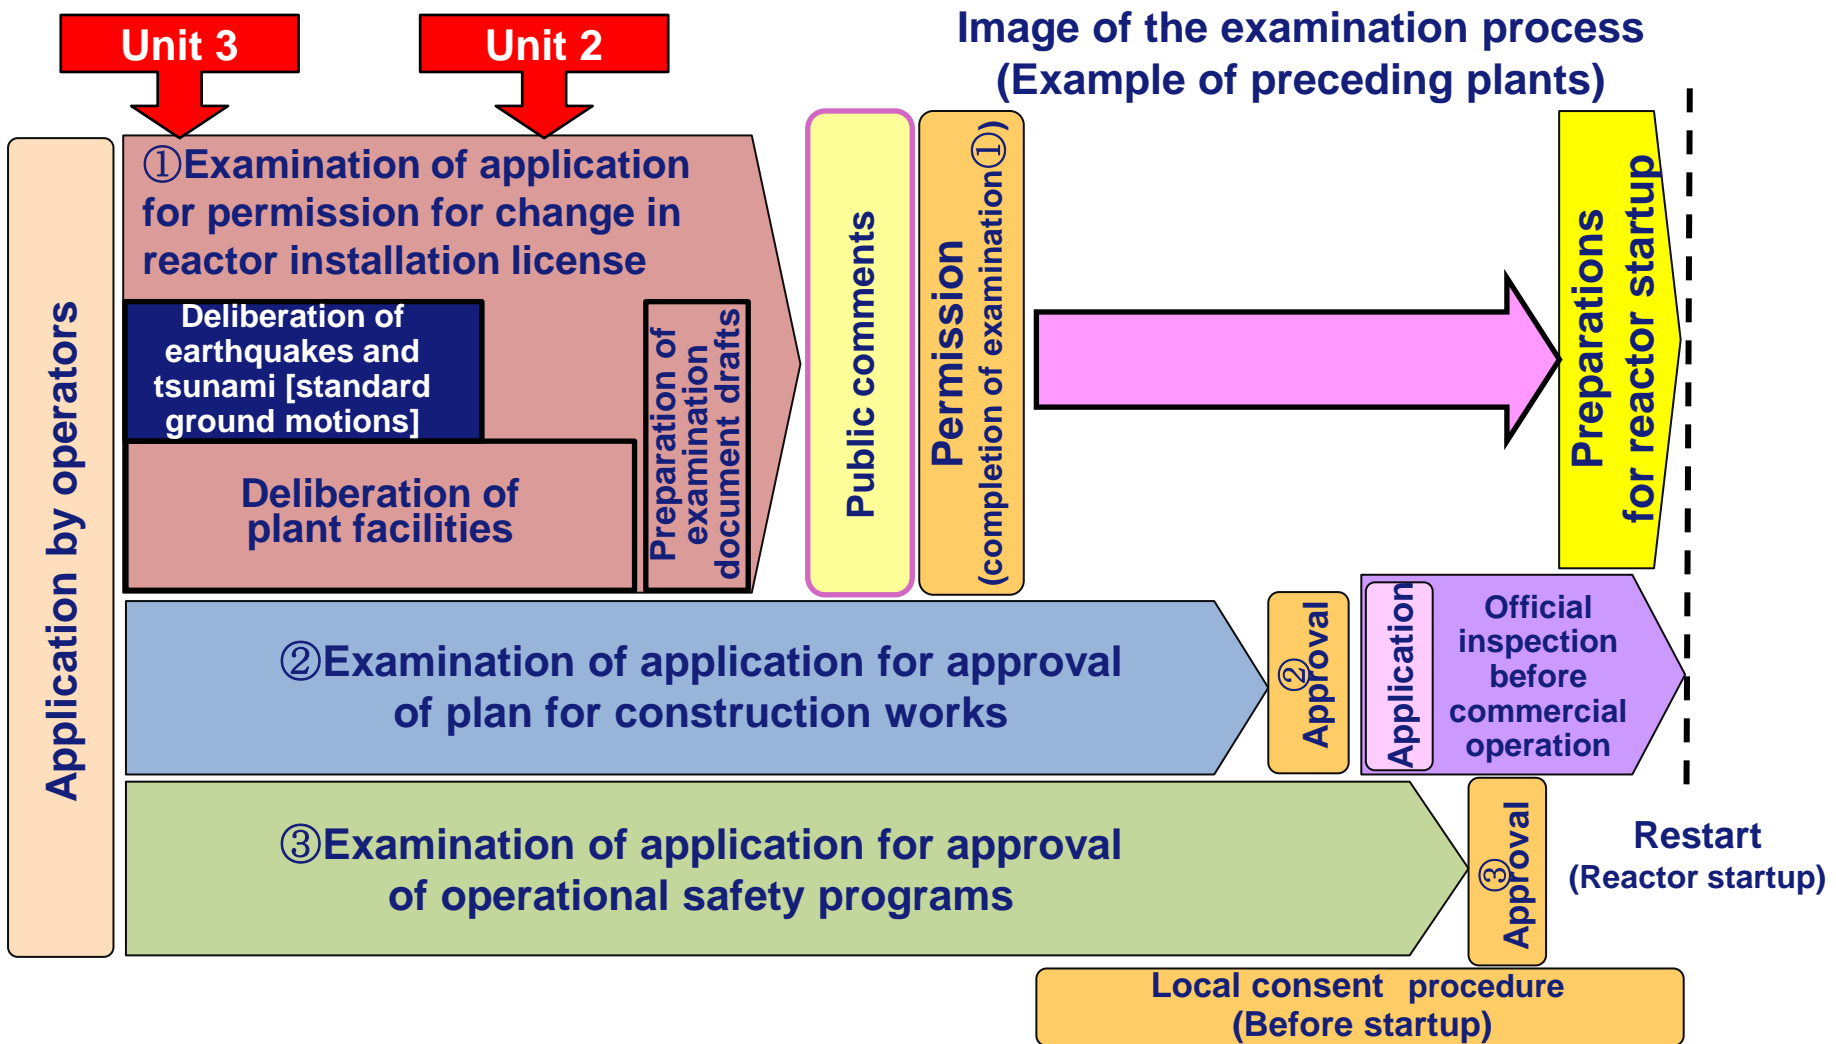 Unit 3
Unit 2
Image of the examination process
(Example of preceding plants)
Application by operators
①Examination of application
for permission for change in
reactor installation license
Deliberation of
earthquakes and
tsunami [standard
ground motions]
Deliberation of
plant facilities
Preparation of
examination
document drafts
Public comments
Permission
(completion of examination①)
Preparations
for reactor startup
②Examination of application for approval
of plan for construction works
②
Approval
Application
Official
inspection
before
commercial
operation
③Examination of application for approval
of operational safety programs
③
Approval
Restart
(Reactor startup)
Local consent procedure
(Before startup)